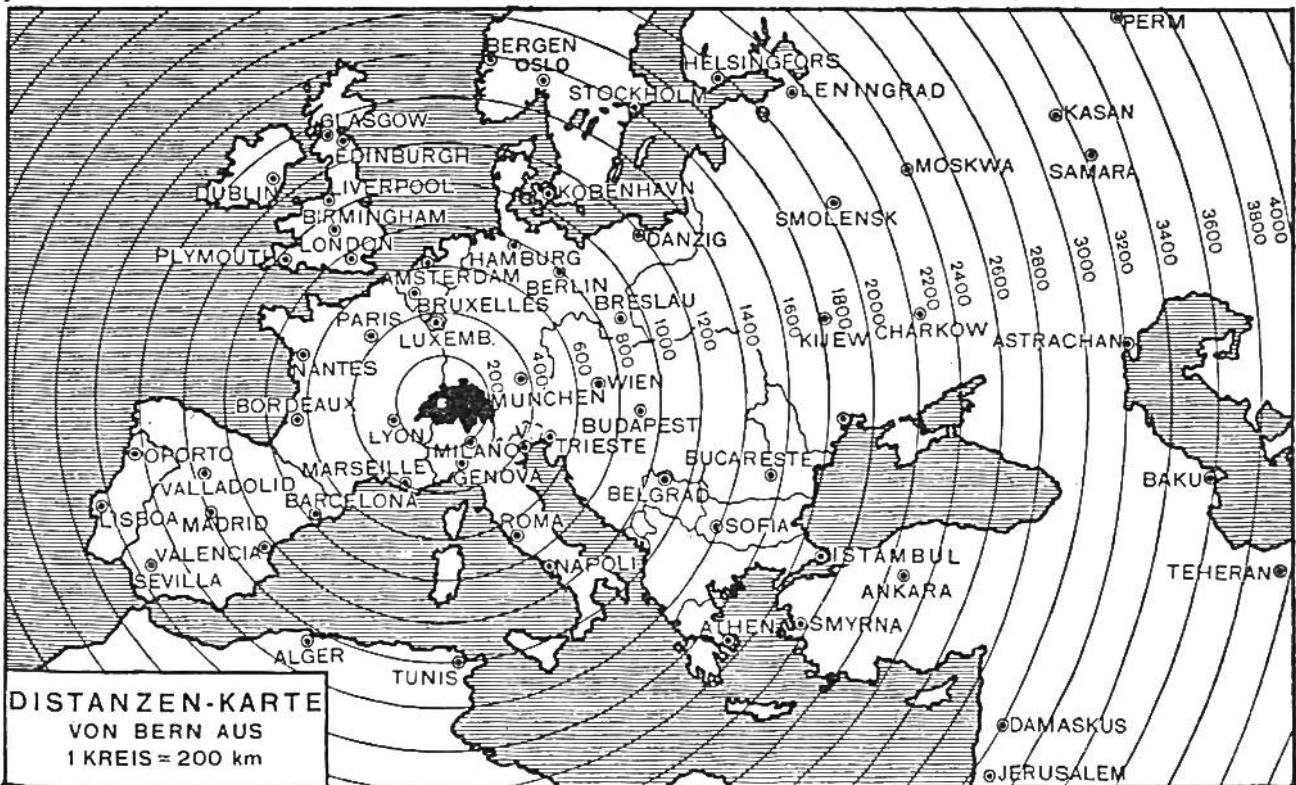 PERM
BERGEN
OSLO
HELSINGFORS
STOCKHOLM
LENINGRAD
KASAN
GLASGOW
EDINBURGH
MOSKWA
SAMARA
DUBLIN
LIVERPOOL
KOBENHAVN
BIRMINGHAM
SMOLENSK
LONDON
PLYMOUTH
HAMBURG
DANZIG
AMSTERDAM
BERLIN
BRUXELLES
BRESLAU
PARIS
LUXEMB.
KIJEW
CHARKOW
ASTRACHAN
NANTES
200
400
600
800
1000
1200
1400
1600
1800
2000
2200
2400
2600
2800
3000
3200
3400
3600
3800
4000
MÜNCHEN
WIEN
BORDEAUX
BUDAPEST
LYON
MILANO
TRIESTE
OPORTO
MARSEILLE
GENOVA
BUCAREST
VALLADOLID
BARCELONA
BELGRAD
BAKU
LISBOA
MADRID
ROMA
SOFIA
VALENCIA
ISTAMBUL
SEVILLA
NAPOLI
TEHERAN
ANKARA
ALGER
TUNIS
ATHEN
SMYRNA
DISTANZEN-KARTE
VON BERN AUS
1 KREIS = 200 km
DAMASKUS
JERUSALEM